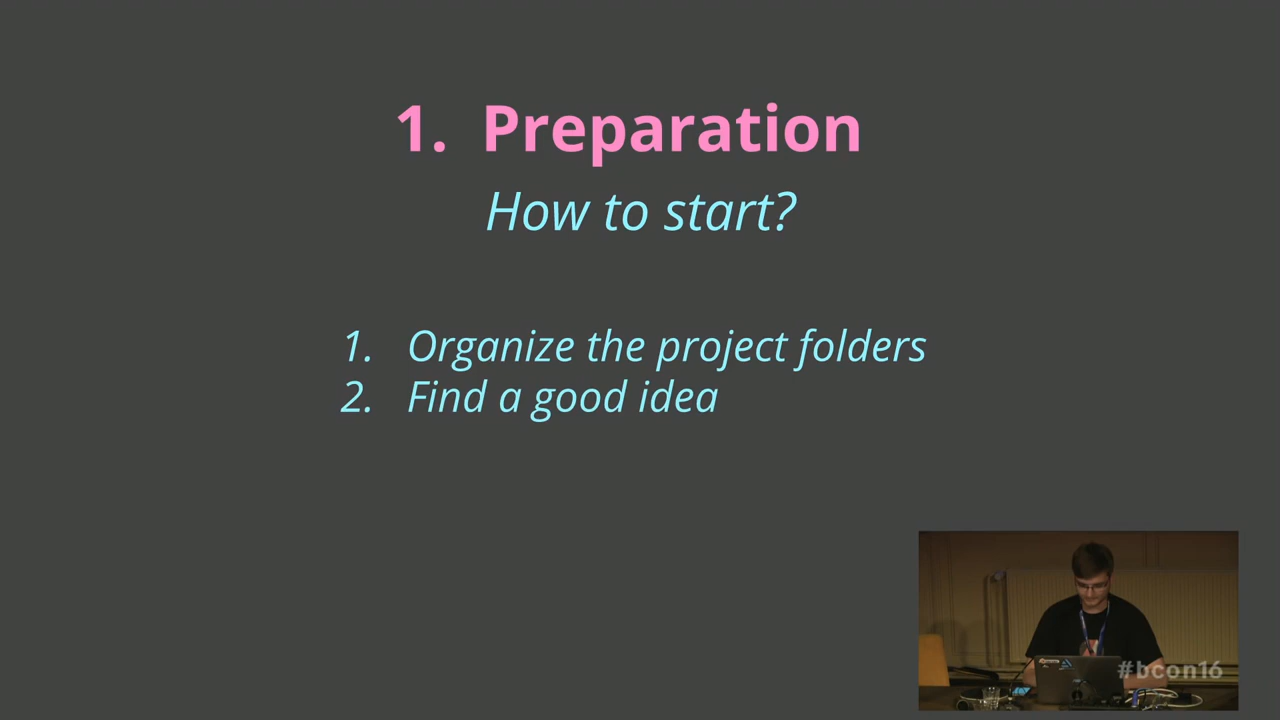 1. Preparation
How to start?
1. Organize the project folders
2. Find a good idea
#bcon16